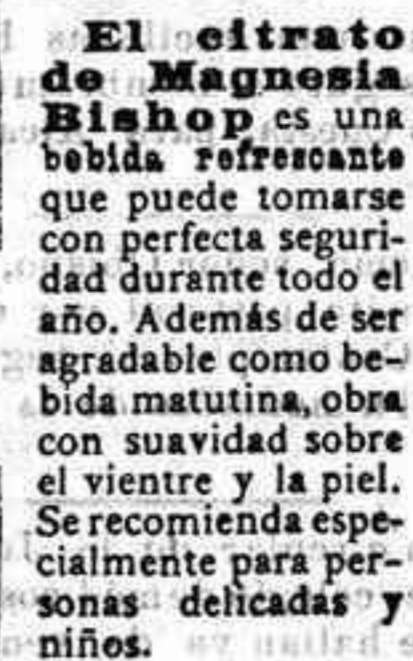 El citrato
de Magnesia
Bishop es una
bebida refrescante
que puede tomarse
con perfecta seguri-
dad durante todo el
año. Además de ser
agradable como be-
bida matutina, obra
con suavidad sobre
el vientre y la piel.
Se recomienda espe-
cialmente para per-
sonas delicadas y
niños.